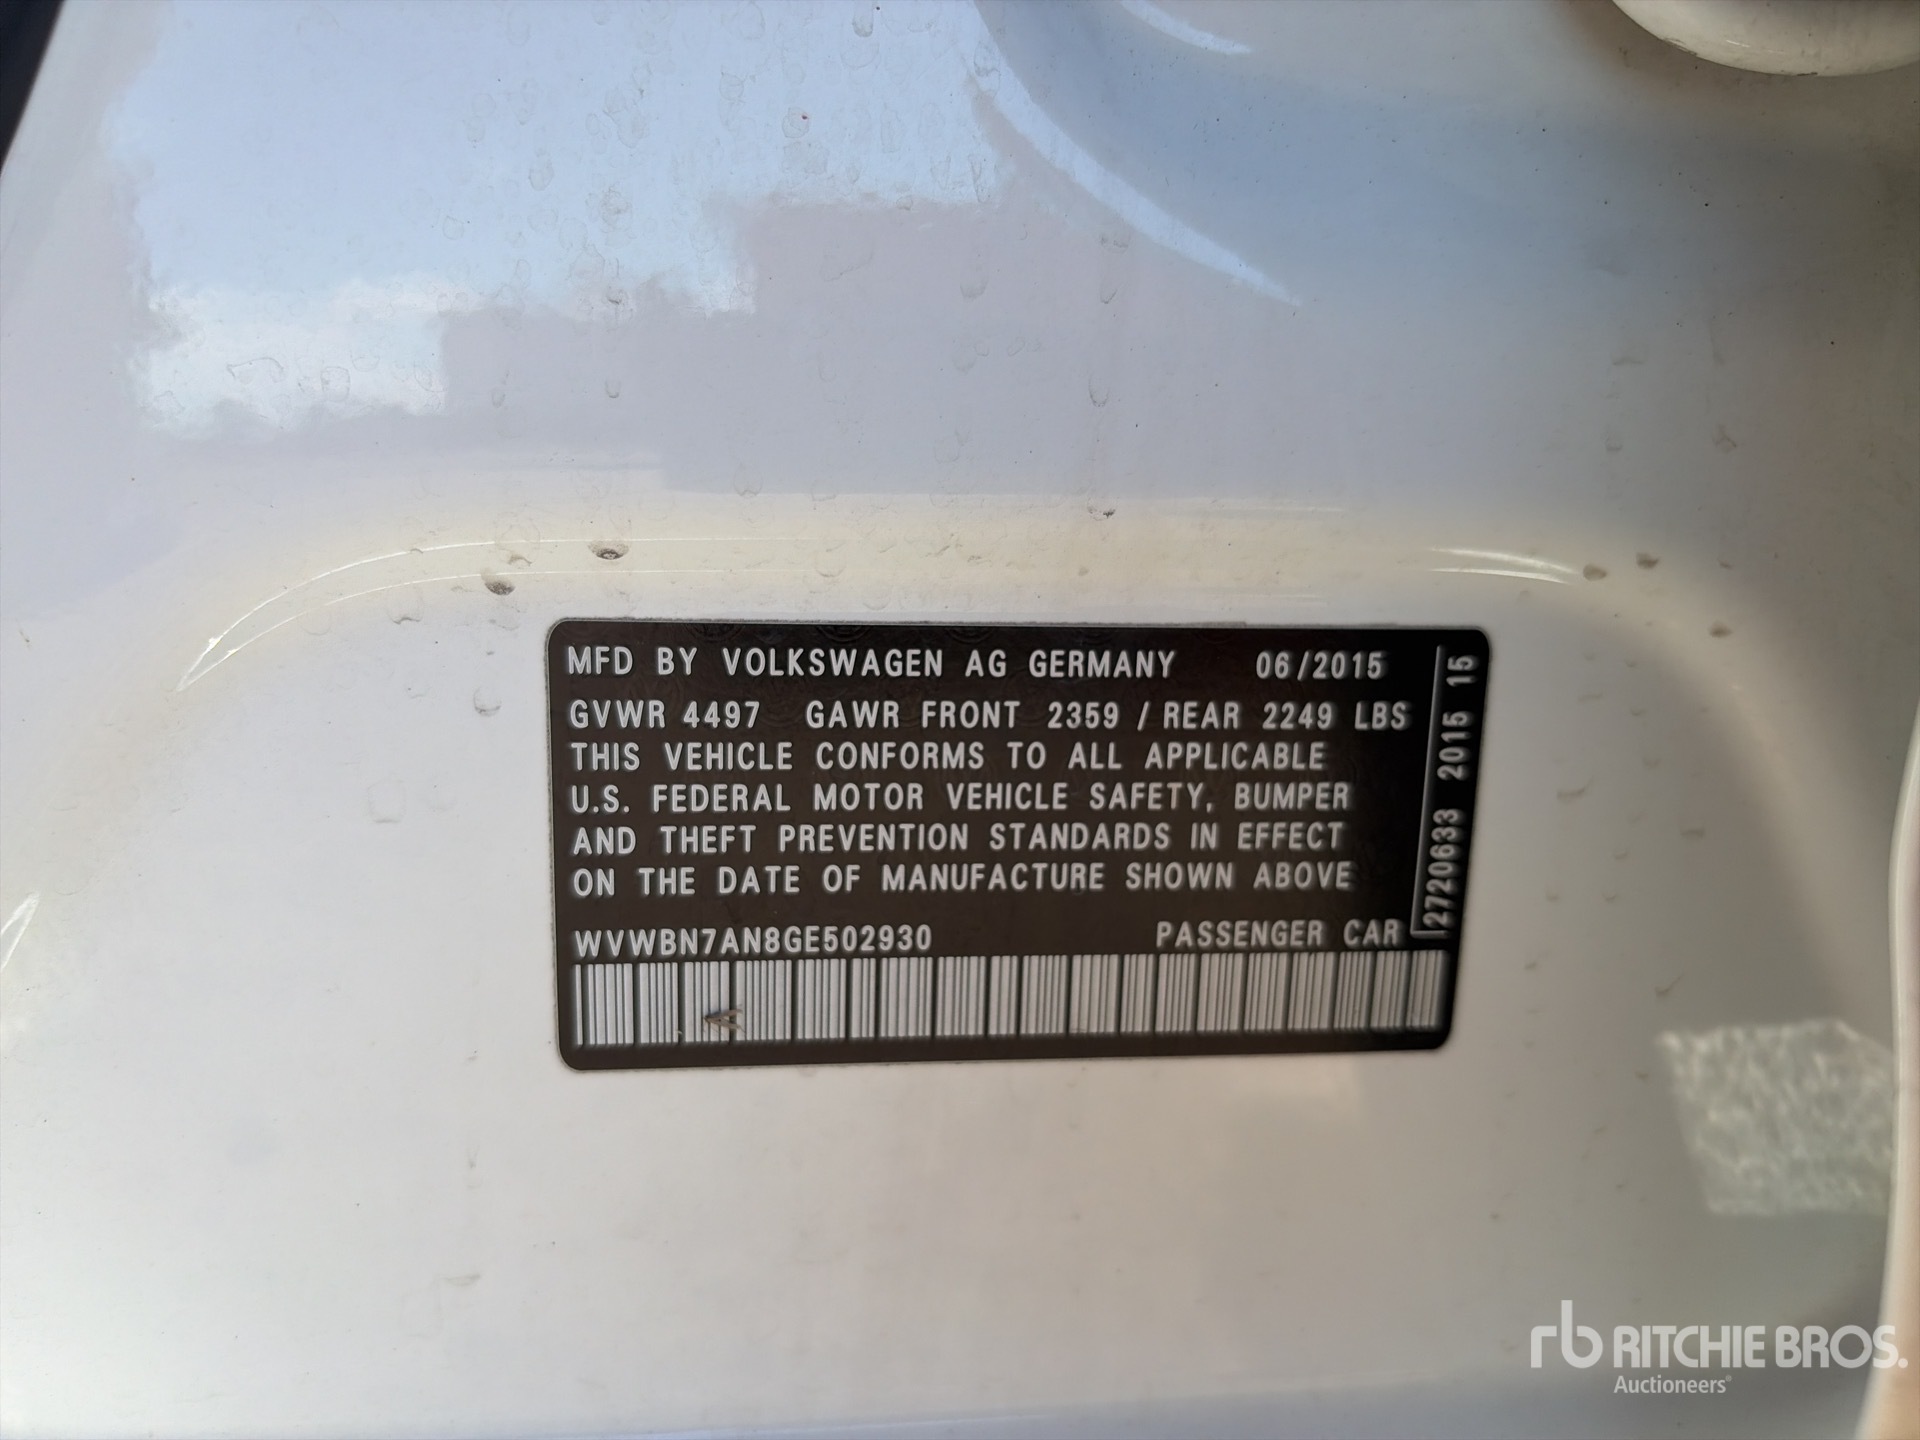 MFD BY VOLKSWAGEN AG GERMANY 06/2015
GVWR 4497 GAWR FRONT 2359 / REAR 2249 LBS
THIS VEHICLE CONFORMS TO ALL APPLICABLE
U.S. FEDERAL MOTOR VEHICLE SAFETY, BUMPER
AND THEFT PREVENTION STANDARDS IN EFFECT
ON THE DATE OF MANUFACTURE SHOWN ABOVE
WVWBN7AN8GE502930 PASSENGER CAR
2720633 2015 15
rb RITCHIE BROS.
Auctioneers